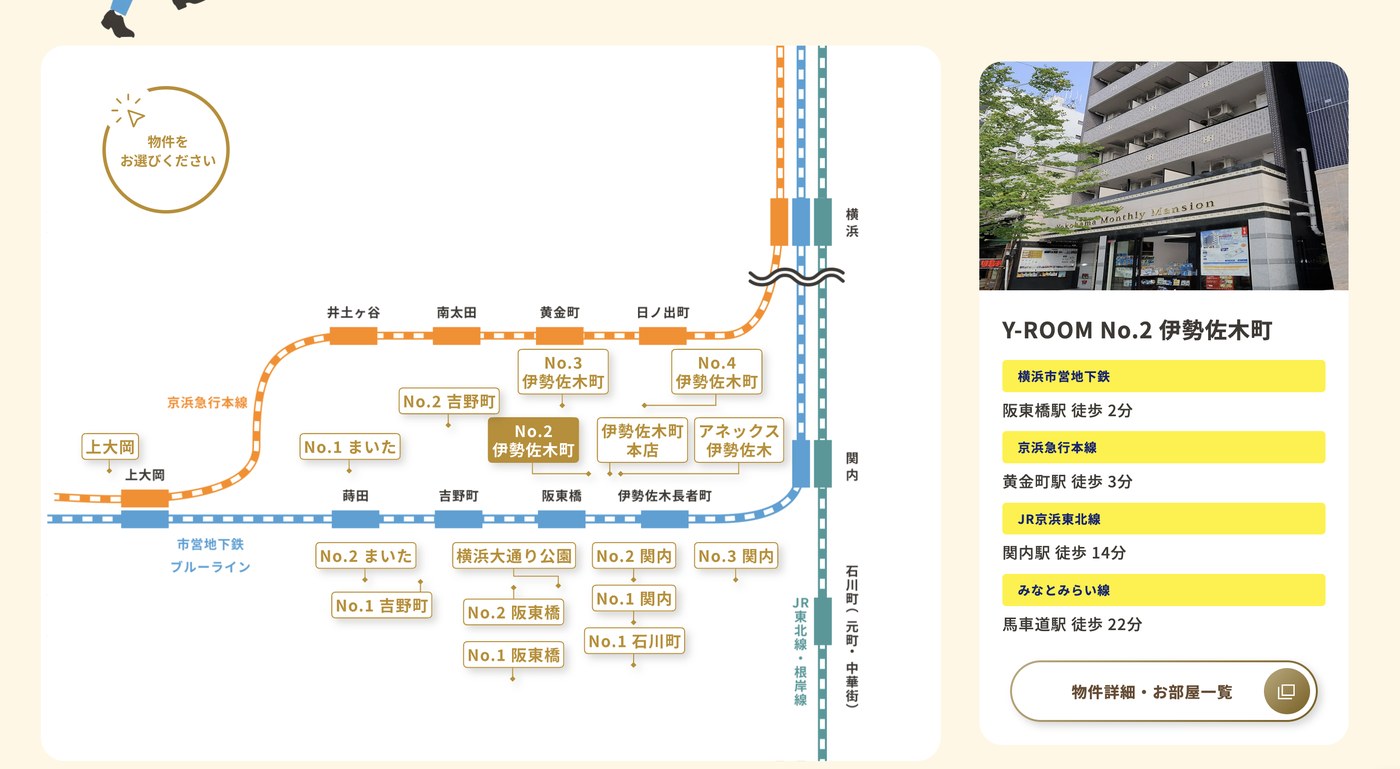 物件を
お選びください
横浜
井土ヶ谷
南太田
黄金町
日ノ出町
No.3
伊勢佐木町
No.4
伊勢佐木町
京浜急行本線
No.2 吉野町
No.2
伊勢佐木町
伊勢佐木町
本店
アネックス
伊勢佐木
上大岡
No.1 まいた
関内
上大岡
蒔田
吉野町
阪東橋
伊勢佐木長者町
市営地下鉄
ブルーライン
No.2 まいた
横浜大通り公園
No.2 関内
No.3 関内
No.1 吉野町
No.2 阪東橋
No.1 関内
No.1 阪東橋
No.1 石川町
JR東北線・根岸線
石川町(元町・中華街)
Yokohama Monthly Mansion
Y-ROOM No.2 伊勢佐木町
横浜市営地下鉄
阪東橋駅 徒歩 2分
京浜急行本線
黄金町駅 徒歩 3分
JR京浜東北線
関内駅 徒歩 14分
みなとみらい線
馬車道駅 徒歩 22分
物件詳細・お部屋一覧